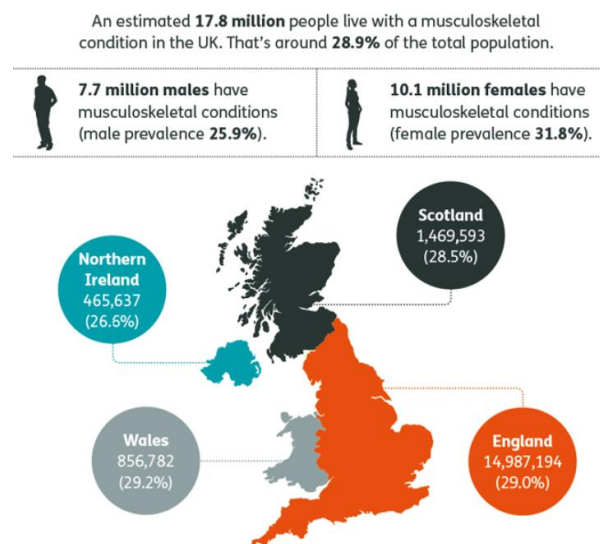 An estimated 17.8 million people live with a musculoskeletal
condition in the UK. That's around 28.9% of the total population.
7.7 million males have
musculoskeletal conditions
(male prevalence 25.9%).
10.1 million females have
musculoskeletal conditions
(female prevalence 31.8%).
Scotland
1,469,593
(28.5%)
Northern
Ireland
465,637
(26.6%)
Wales
856,782
(29.2%)
England
14,987,194
(29.0%)